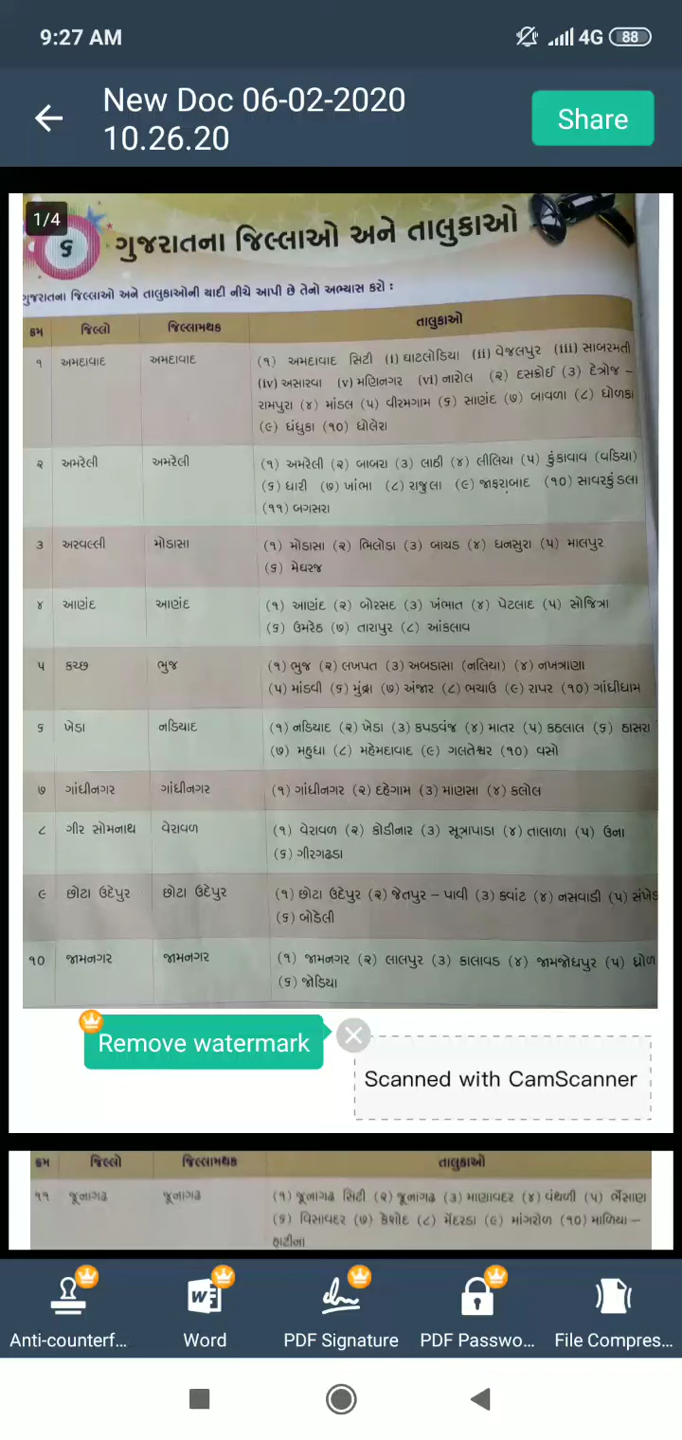 9:27 AM
4G 88
New Doc 06-02-2020
10.26.20
Share
1/4
૬ ગુજરાતના જિલ્લાઓ અને તાલુકાઓ
ગુજરાતના જિલ્લાઓ અને તાલુકાઓની યાદી નીચે આપી છે તેનો અભ્યાસ કરો :
ક્રમ જિલ્લો જિલ્લામથક તાલુકાઓ
૧ અમદાવાદ અમદાવાદ (૧) અમદાવાદ સિટી (i) ઘાટલોડિયા (ii) વેજલપુર (iii) સાબરમતી
(iv) અસારવા (v) મણિનગર (vi) નારોલ (૨) દસક્રોઈ (૩) દેત્રોજ –
રામપુરા (૪) માંડલ (૫) વીરમગામ (૬) સાણંદ (૭) બાવળા (૮) ધોળકા
(૯) ધંધુકા (૧૦) ધોલેરા
૨ અમરેલી અમરેલી (૧) અમરેલી (૨) બાબરા (૩) લાઠી (૪) લીલિયા (૫) કુંકાવાવ (વડિયા)
(૬) ધારી (૭) ખાંભા (૮) રાજુલા (૯) જાફરાબાદ (૧૦) સાવરકુંડલા
(૧૧) બગસરા
૩ અરવલ્લી મોડાસા (૧) મોડાસા (૨) ભિલોડા (૩) બાયડ (૪) ધનસુરા (૫) માલપુર
(૬) મેઘરજ
૪ આણંદ આણંદ (૧) આણંદ (૨) બોરસદ (૩) ખંભાત (૪) પેટલાદ (૫) સોજિત્રા
(૬) ઉમરેઠ (૭) તારાપુર (૮) આંકલાવ
૫ કચ્છ ભુજ (૧) ભુજ (૨) લખપત (૩) અબડાસા (નલિયા) (૪) નખત્રાણા
(૫) માંડવી (૬) મુંદ્રા (૭) અંજાર (૮) ભચાઉ (૯) રાપર (૧૦) ગાંધીધામ
૬ ખેડા નડિયાદ (૧) નડિયાદ (૨) ખેડા (૩) કપડવંજ (૪) માતર (૫) કઠલાલ (૬) ઠાસરા
(૭) મહુધા (૮) મહેમદાવાદ (૯) ગલતેશ્વર (૧૦) વસો
૭ ગાંધીનગર ગાંધીનગર (૧) ગાંધીનગર (૨) દહેગામ (૩) માણસા (૪) કલોલ
૮ ગીર સોમનાથ વેરાવળ (૧) વેરાવળ (૨) કોડીનાર (૩) સૂત્રાપાડા (૪) તાલાળા (૫) ઉના
(૬) ગીરગઢડા
૯ છોટા ઉદેપુર છોટા ઉદેપુર (૧) છોટા ઉદેપુર (૨) જેતપુર – પાવી (૩) કવાંટ (૪) નસવાડી (૫) સંખેડ
(૬) બોડેલી
૧૦ જામનગર જામનગર (૧) જામનગર (૨) લાલપુર (૩) કાલાવડ (૪) જામજોધપુર (૫) ધ્રોળ
(૬) જોડિયા
Remove watermark
Scanned with CamScanner
ક્રમ જિલ્લો જિલ્લામથક તાલુકાઓ
૧૧ જૂનાગઢ જૂનાગઢ (૧) જૂનાગઢ સિટી (૨) જૂનાગઢ (૩) માણાવદર (૪) વંથળી (૫) ભેંસાણ
(૬) વિસાવદર (૭) કેશોદ (૮) મેંદરડા (૯) માંગરોળ (૧૦) માળિયા –
હાટીના
Anti-counterf... Word PDF Signature PDF Passwo... File Compres...